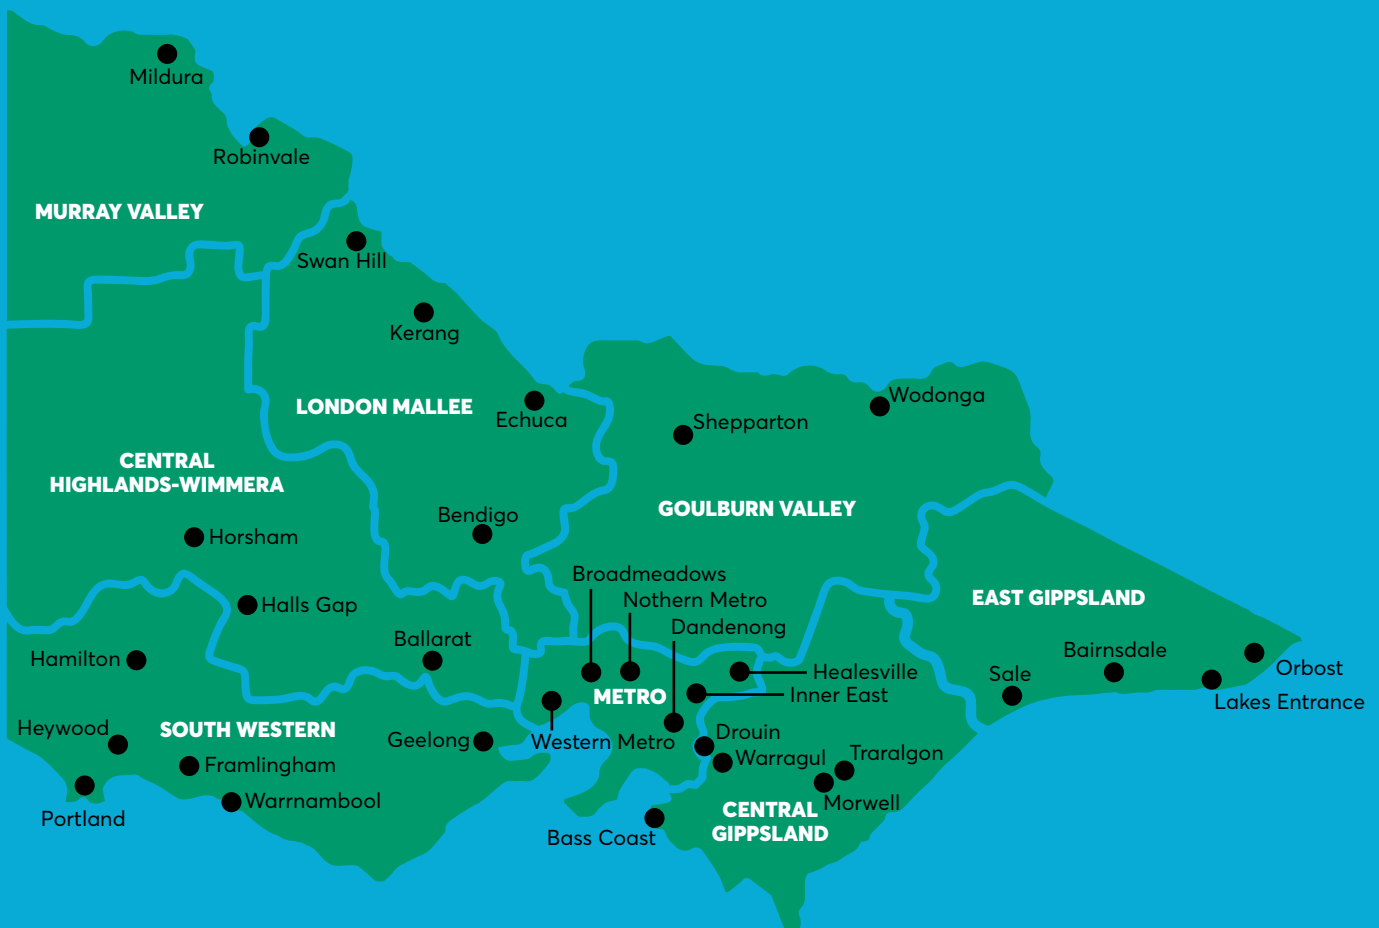 Mildura
Robinvale
MURRAY VALLEY
Swan Hill
Kerang
LONDON MALLEE
Echuca
Wodonga
Shepparton
CENTRAL
HIGHLANDS-WIMMERA
GOULBURN VALLEY
Bendigo
Horsham
Broadmeadows
Nothern Metro
Dandenong
EAST GIPPSLAND
Halls Gap
Ballarat
Hamilton
Healesville
Inner East
METRO
Bairnsdale
Sale
Orbost
Lakes Entrance
Heywood
SOUTH WESTERN
Geelong
Western Metro
Drouin
Warragul
Traralgon
Framlingham
Morwell
Warrnambool
Portland
Bass Coast
CENTRAL
GIPPSLAND